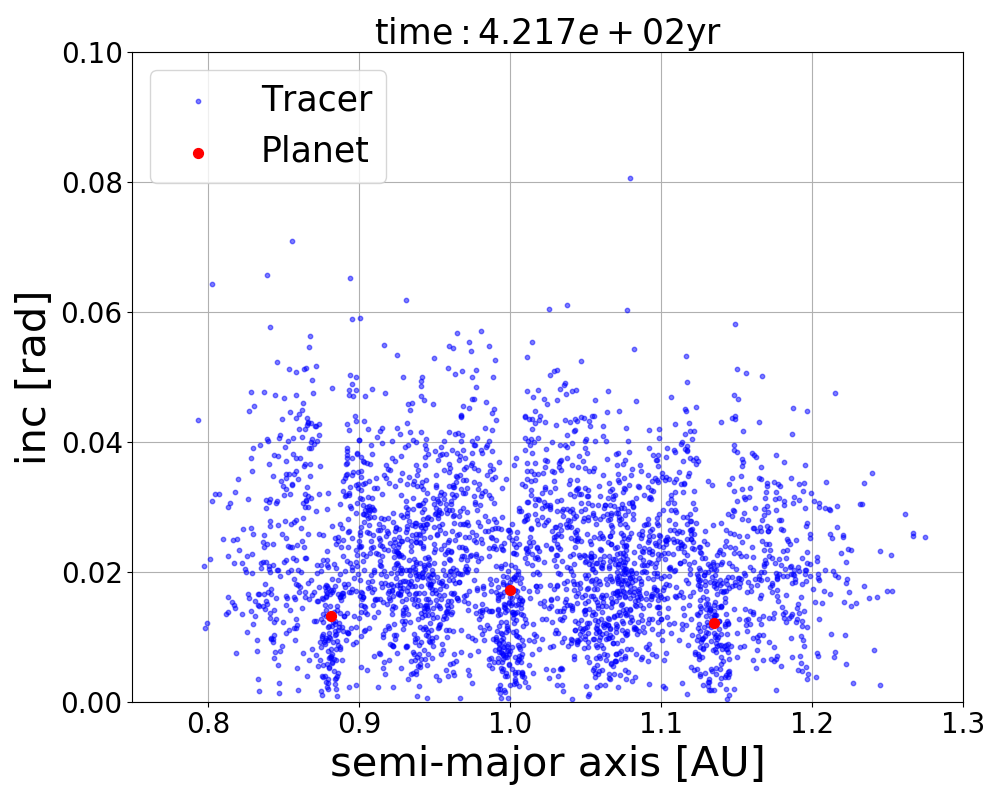 time : 4.217e + 02yr
0.10
Tracer
Planet
0.08
0.06
0.04
0.02
0.00
inc [rad]
0.8 0.9 1.0 1.1 1.2 1.3
semi-major axis [AU]